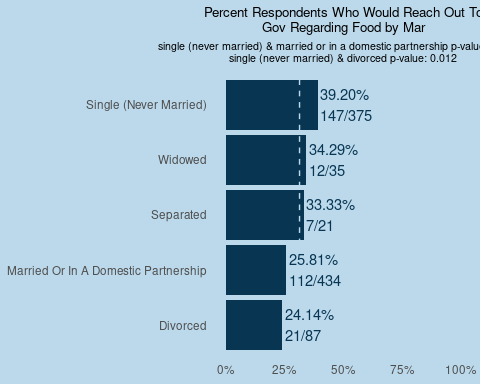 Percent Respondents Who Would Reach Out To
Gov Regarding Food by Mar
single (never married) & married or in a domestic partnership
single (never married) & divorced p-value: 0.012
Single (Never Married)
39.20%
147/375
Widowed
34.29%
12/35
Separated
33.33%
7/21
Married Or In A Domestic Partnership
25.81%
112/434
Divorced
24.14%
21/87
0% 25% 50% 75% 100%